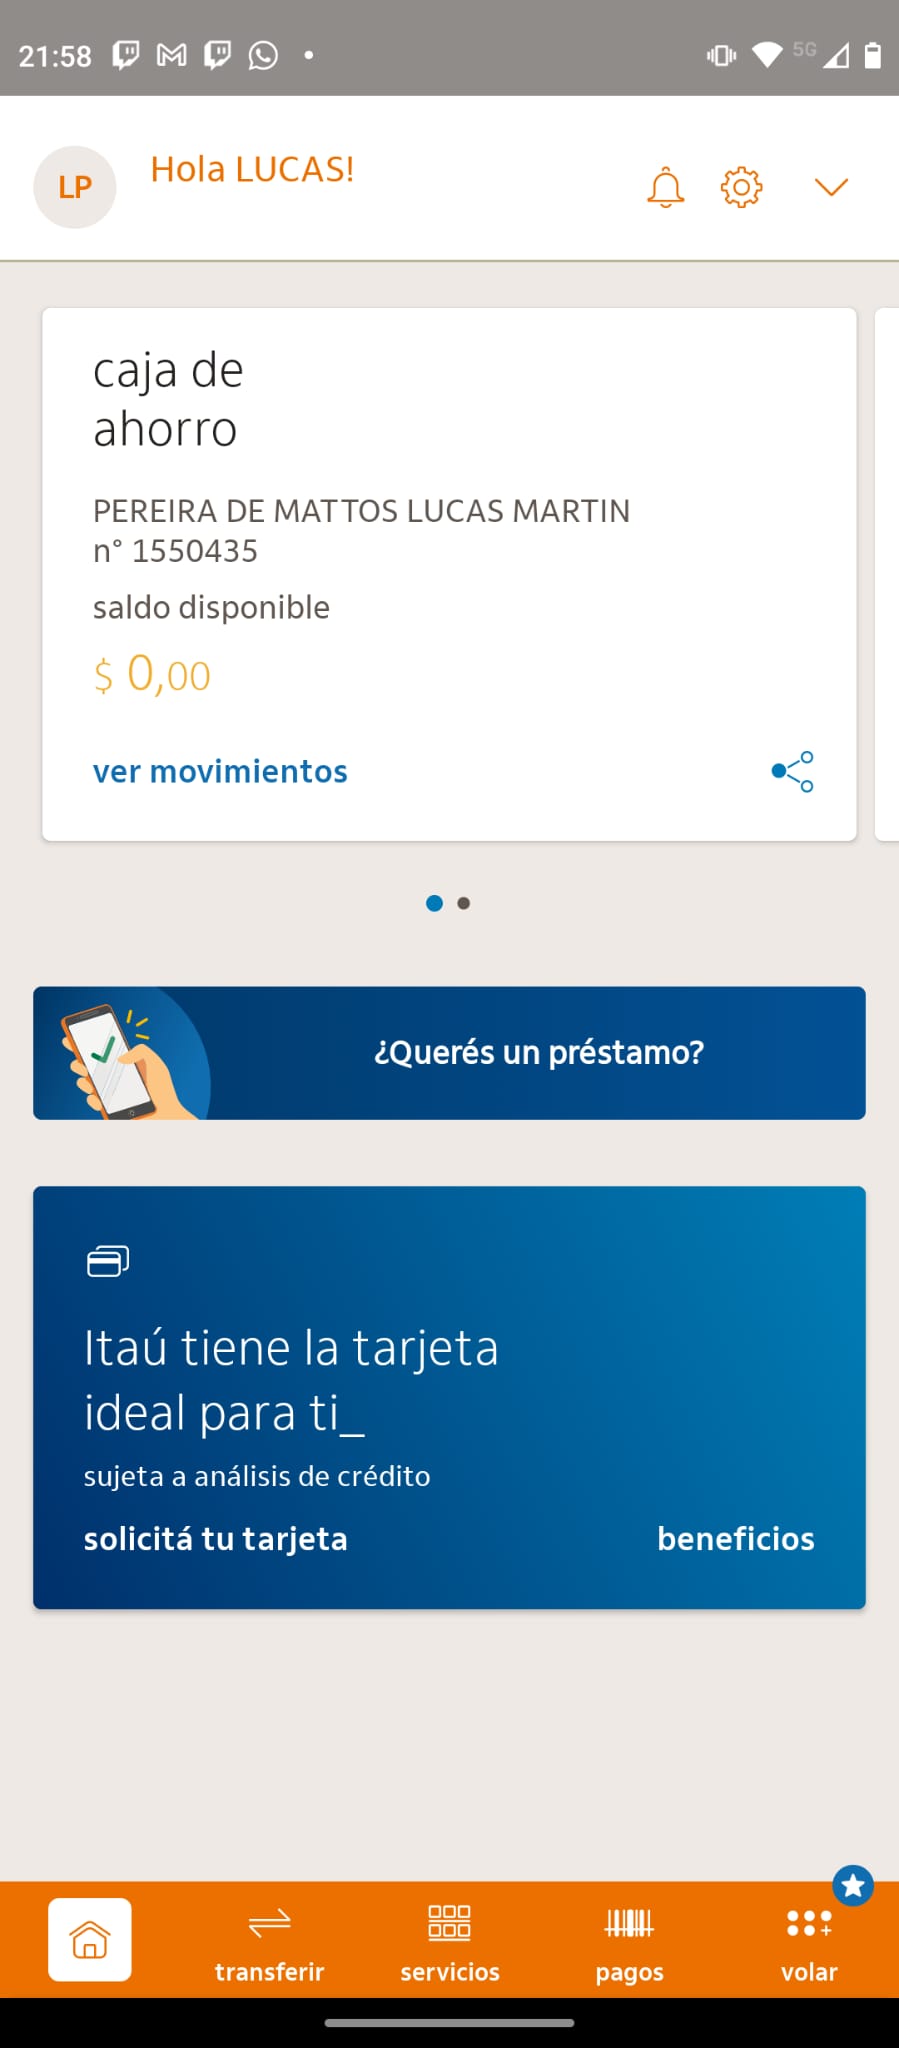 21:58
5G
LP
Hola LUCAS!
caja de
ahorro
PEREIRA DE MATTOS LUCAS MARTIN
n° 1550435
saldo disponible
$ 0,00
ver movimientos
¿Querés un préstamo?
Itaú tiene la tarjeta
ideal para ti_
sujeta a análisis de crédito
solicitá tu tarjeta
beneficios
transferir
servicios
pagos
volar